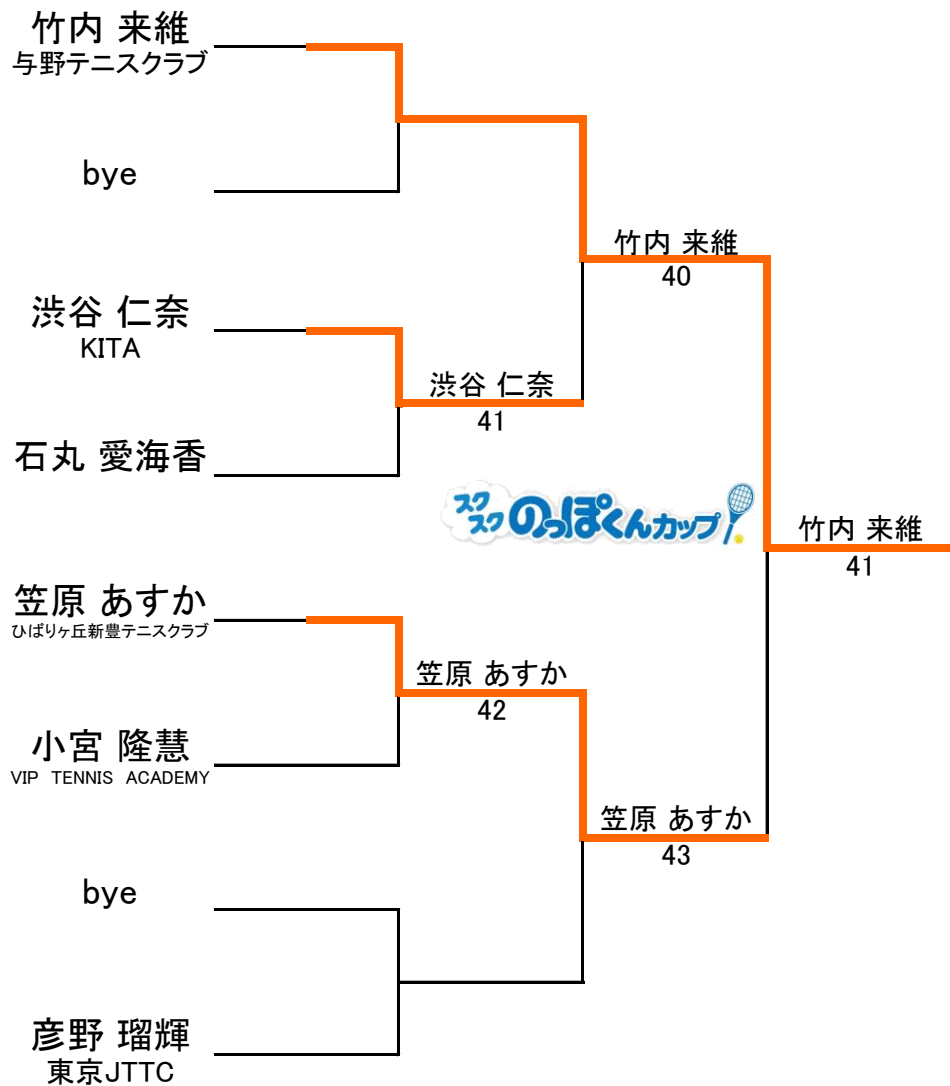 竹内 来維
与野テニスクラブ
bye
竹内 来維
40
渋谷 仁奈
KITA
渋谷 仁奈
41
石丸 愛海香
スク
スク のっぽくんカップ
竹内 来維
41
笠原 あすか
ひばりヶ丘新豊テニスクラブ
笠原 あすか
42
小宮 隆慧
VIP TENNIS ACADEMY
笠原 あすか
43
bye
彦野 瑠輝
東京JTTC